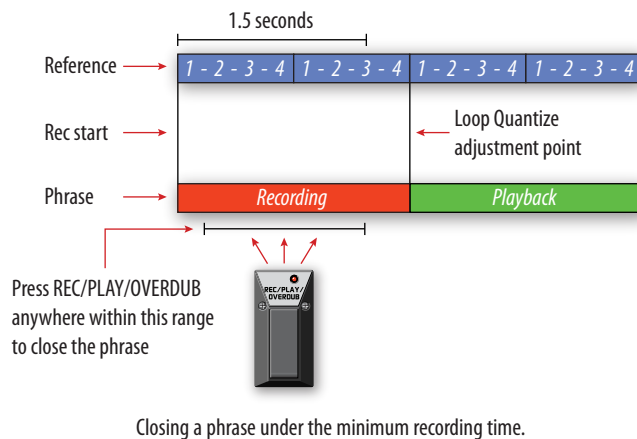 1.5 seconds
Reference
1 - 2 - 3 - 4 1 - 2 - 3 - 4 1 - 2 - 3 - 4 1 - 2 - 3 - 4
Rec start
Loop Quantize
adjustment point
Phrase
Recording
Playback
Press REC/PLAY/OVERDUB
anywhere within this range
to close the phrase
REC/PLAY/
OVERDUB
Closing a phrase under the minimum recording time.